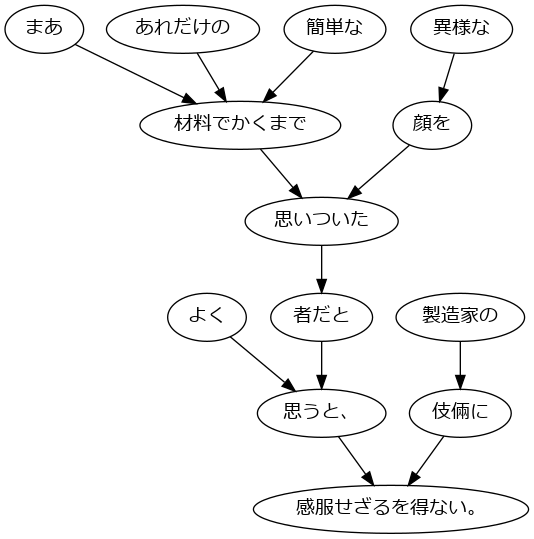 まあ
あれだけの
簡単な
異様な
材料でかくまで
顔を
思いついた
よく
者だと
製造家の
思うと、
伎倆に
感服せざるを得ない。